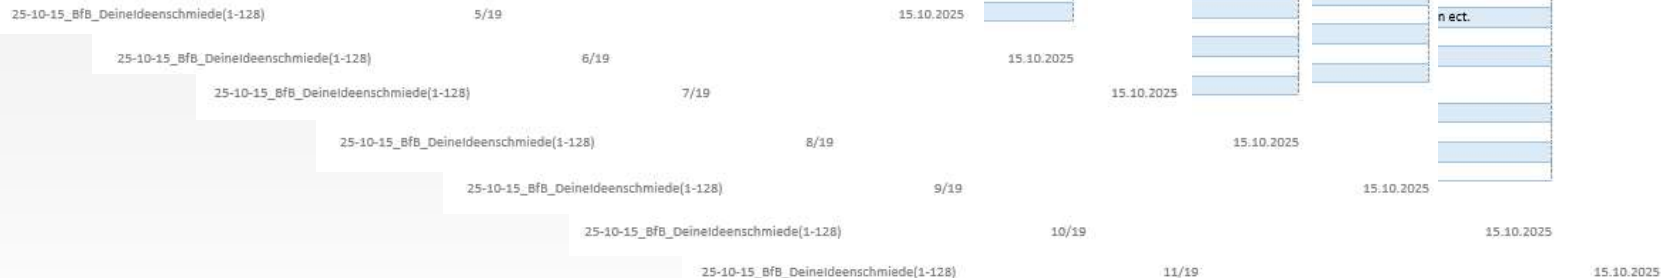 25-10-15_BfB_DeineIdeenschmiede(1-128) 5/19 15.10.2025
n ect.
25-10-15_BfB_DeineIdeenschmiede(1-128) 6/19 15.10.2025
25-10-15_BfB_DeineIdeenschmiede(1-128) 7/19 15.10.2025
25-10-15_BfB_DeineIdeenschmiede(1-128) 8/19 15.10.2025
25-10-15_BfB_DeineIdeenschmiede(1-128) 9/19 15.10.2025
25-10-15_BfB_DeineIdeenschmiede(1-128) 10/19 15.10.2025
25-10-15_BfB_DeineIdeenschmiede(1-128) 11/19 15.10.2025